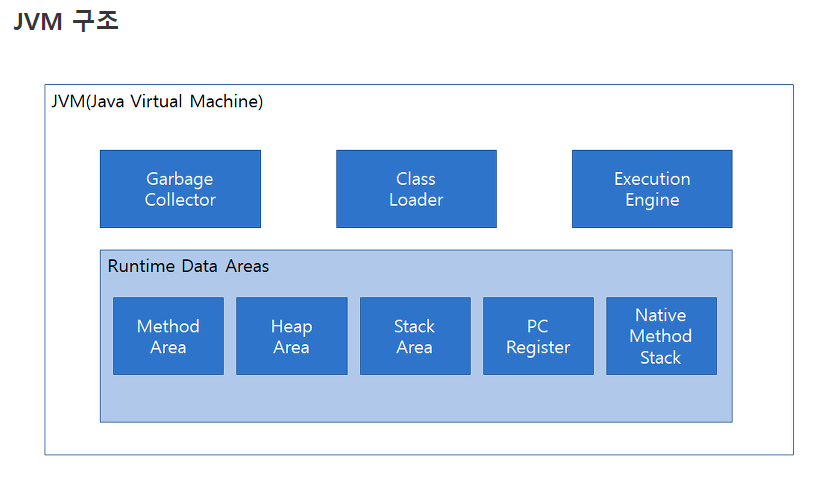 JVM 구조
JVM(Java Virtual Machine)
Garbage
Collector
Class
Loader
Execution
Engine
Runtime Data Areas
Method
Area
Heap
Area
Stack
Area
PC
Register
Native
Method
Stack